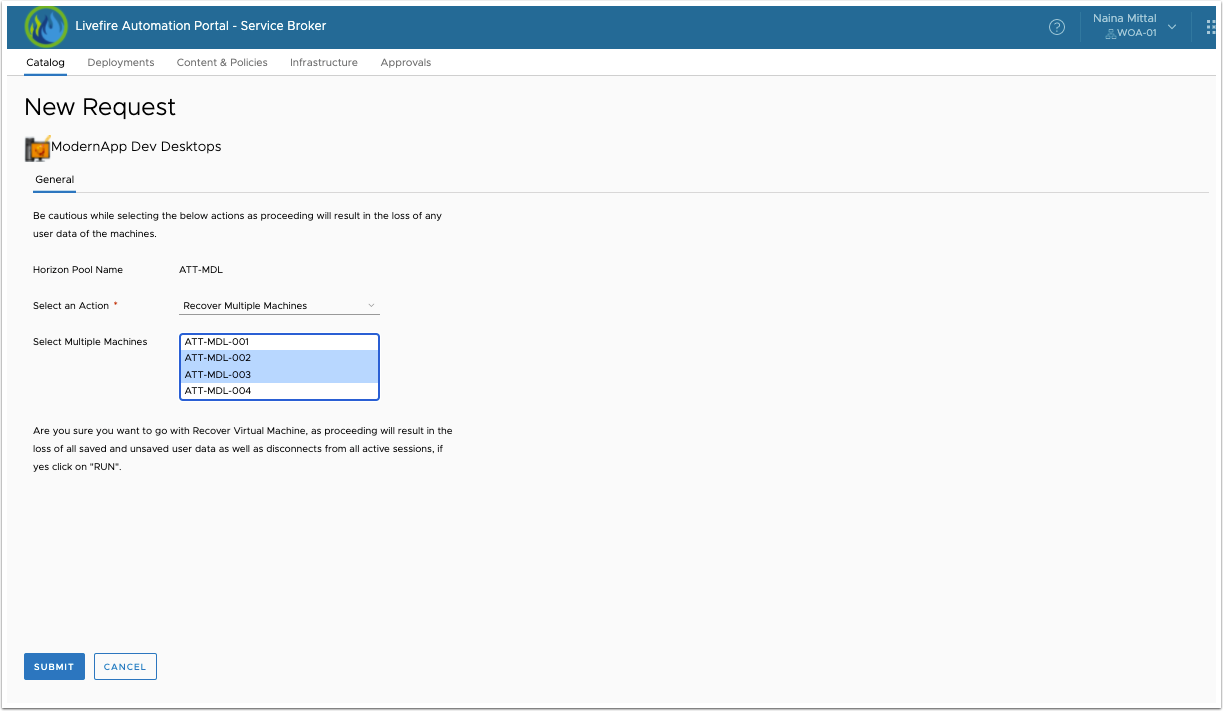 Livefire Automation Portal - Service Broker
Naina Mittal
WOA-01
Catalog Deployments Content & Policies Infrastructure Approvals
New Request
ModernApp Dev Desktops
General
Be cautious while selecting the below actions as proceeding will result in the loss of any
user data of the machines.
Horizon Pool Name ATT-MDL
Select an Action * Recover Multiple Machines
Select Multiple Machines ATT-MDL-001
ATT-MDL-002
ATT-MDL-003
ATT-MDL-004
Are you sure you want to go with Recover Virtual Machine, as proceeding will result in the
loss of all saved and unsaved user data as well as disconnects from all active sessions, if
yes click on "RUN".
SUBMIT CANCEL